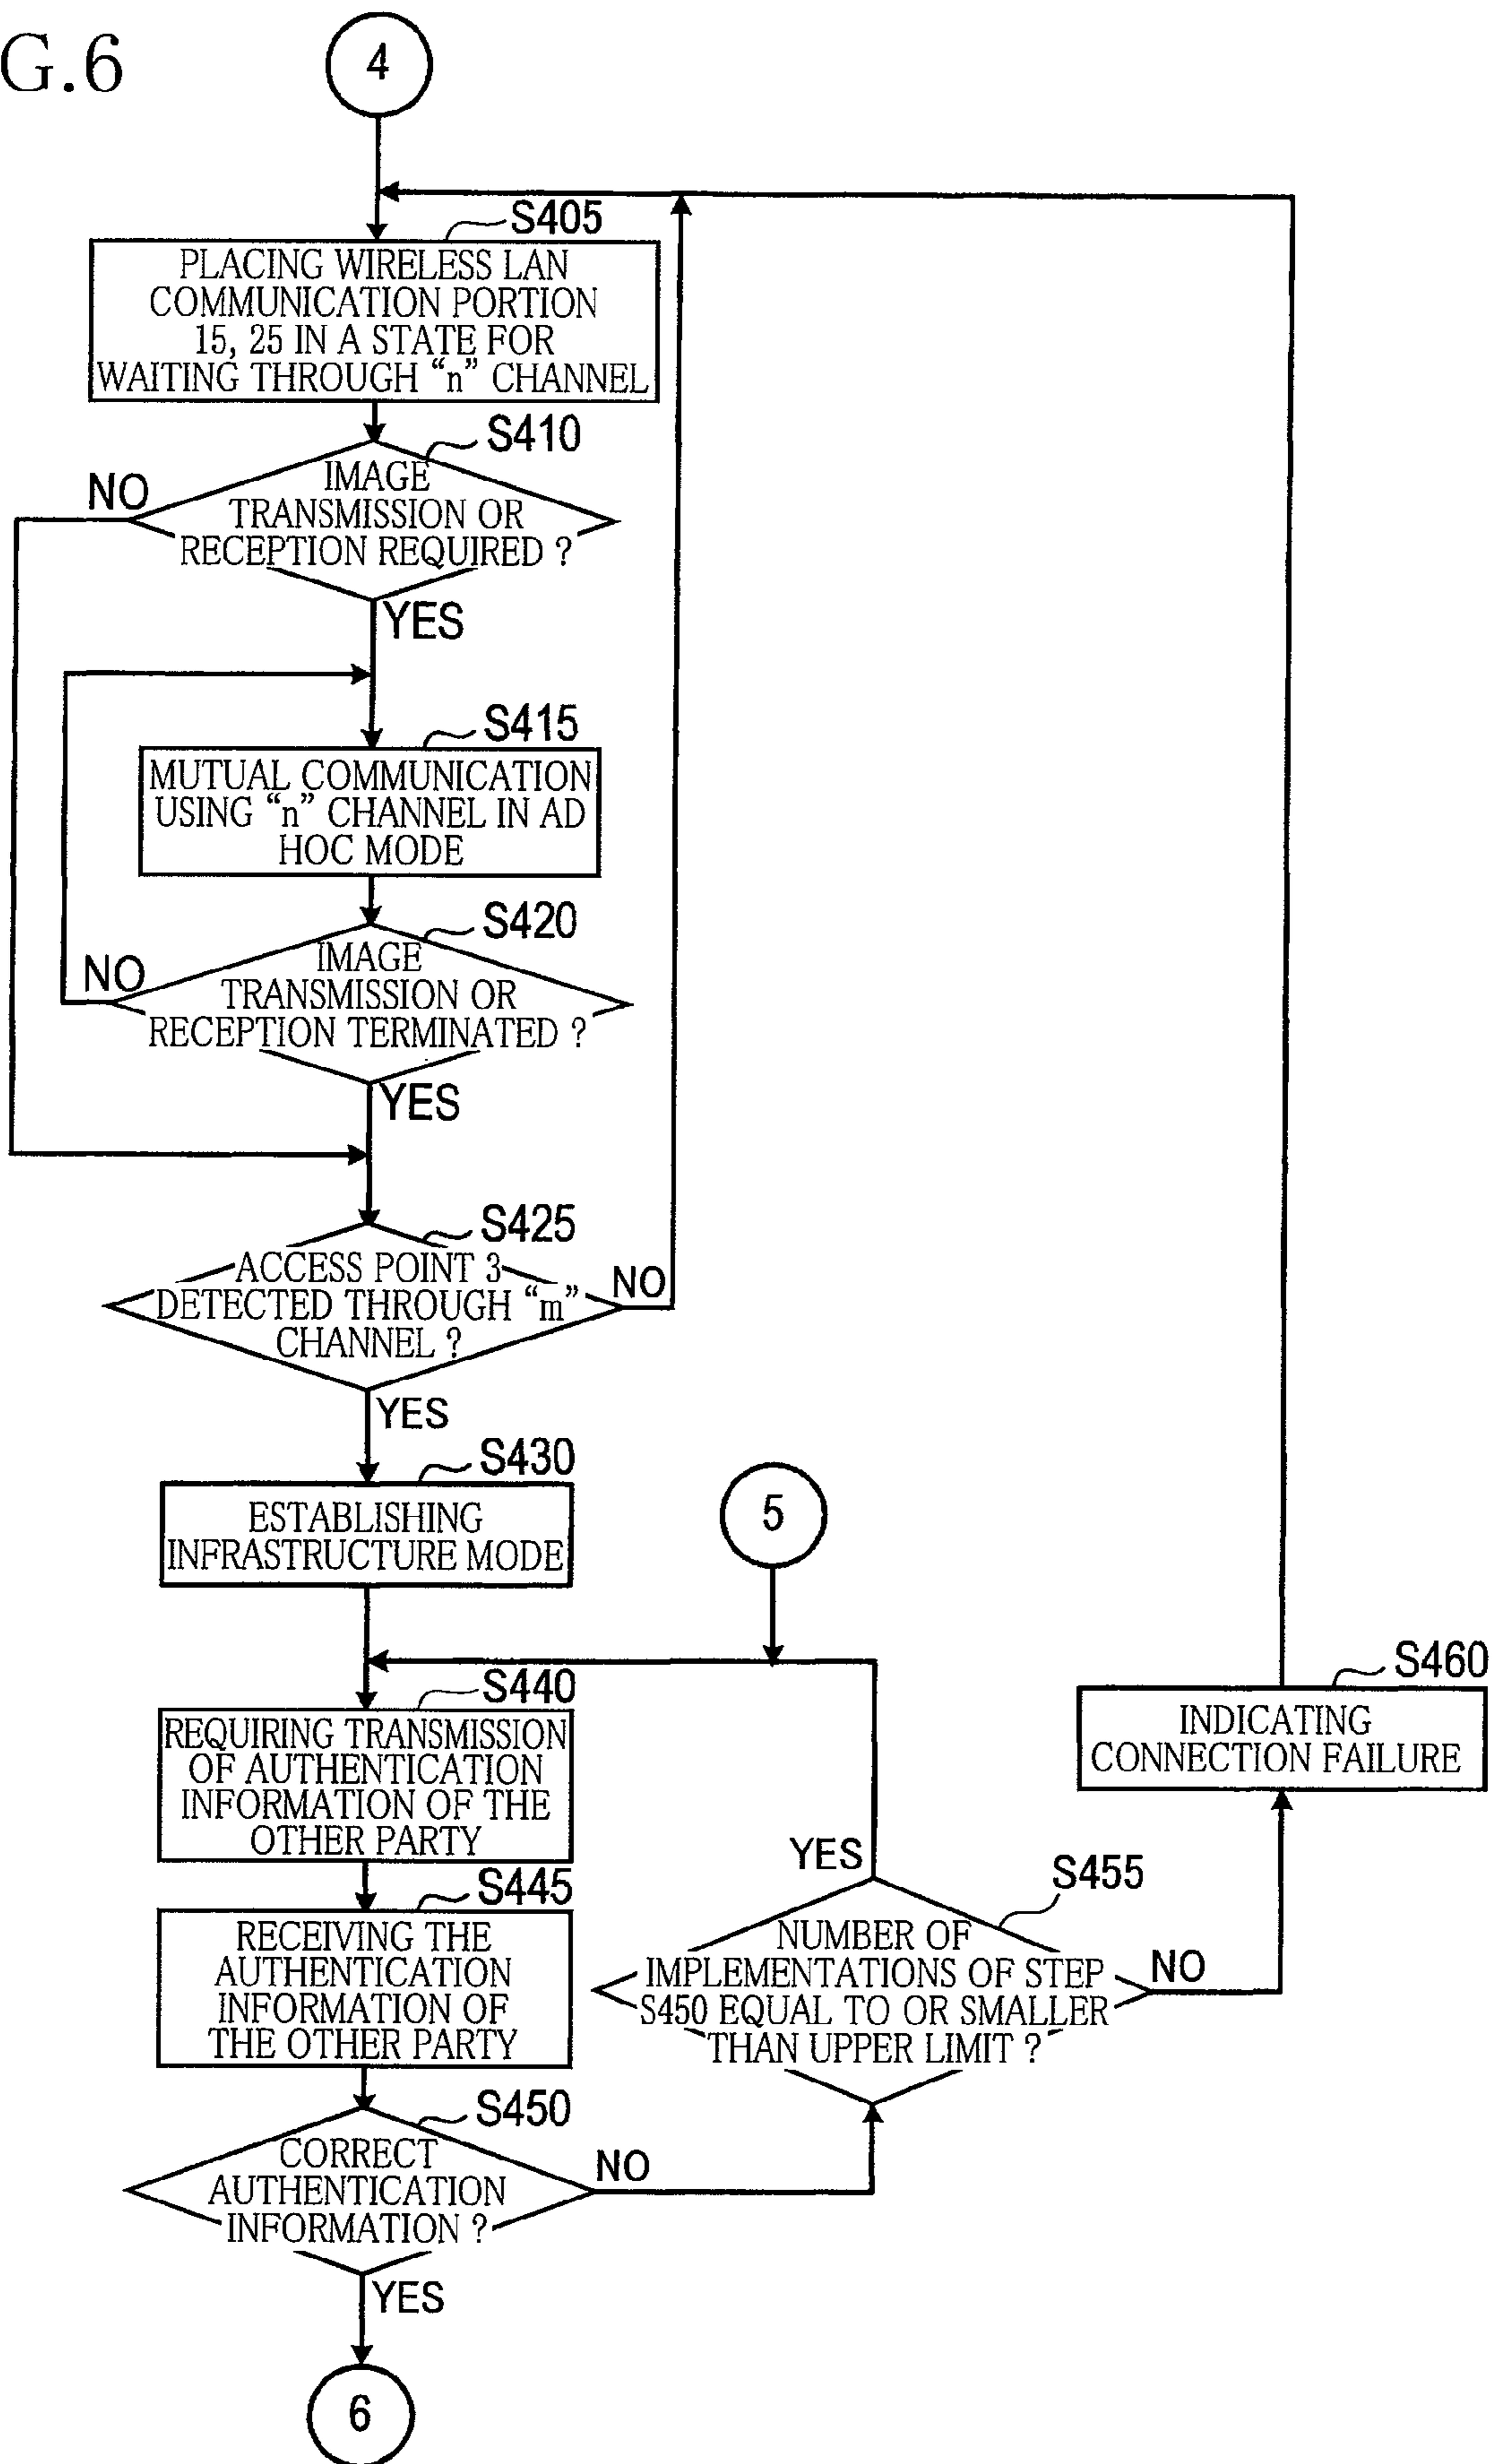 G.6
4
S405
PLACING WIRELESS LAN
COMMUNICATION PORTION
15, 25 IN A STATE FOR
WAITING THROUGH “n” CHANNEL
S410
IMAGE
TRANSMISSION OR
RECEPTION REQUIRED ?
NO
YES
S415
MUTUAL COMMUNICATION
USING “n” CHANNEL IN AD
HOC MODE
S420
IMAGE
TRANSMISSION OR
RECEPTION TERMINATED ?
NO
YES
S425
ACCESS POINT 3
DETECTED THROUGH “m”
CHANNEL ?
NO
YES
S430
ESTABLISHING
INFRASTRUCTURE MODE
5
S440
REQUIRING TRANSMISSION
OF AUTHENTICATION
INFORMATION OF THE
OTHER PARTY
S445
RECEIVING THE
AUTHENTICATION
INFORMATION OF
THE OTHER PARTY
S450
CORRECT
AUTHENTICATION
INFORMATION ?
NO
YES
6
S455
NUMBER OF
IMPLEMENTATIONS OF STEP
S450 EQUAL TO OR SMALLER
THAN UPPER LIMIT ?
YES
NO
S460
INDICATING
CONNECTION FAILURE